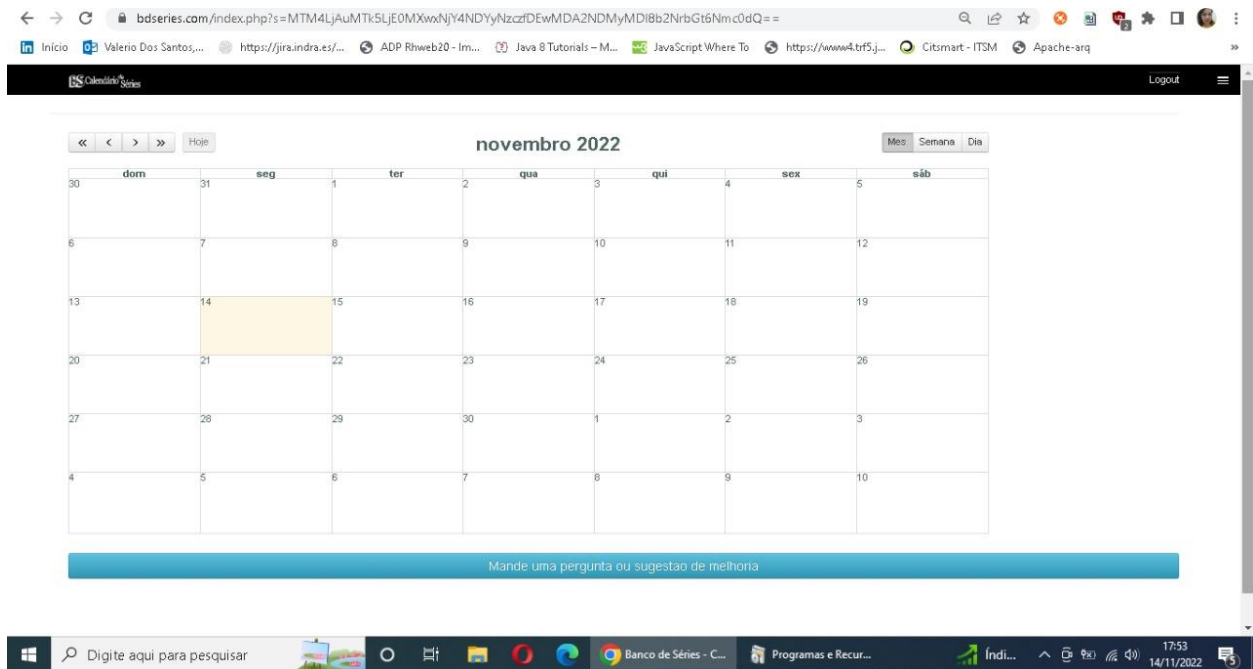 bdseries.com/index.php?s=MTM4LjAuMTk5LjE0MXwxNjY4NDYyNzczfDEwMDA2NDMyMDl8b2NrbGt6Nmc0dQ==
Início Valerio Dos Santos,... https://jira.indra.es/... ADP Rhweb20 - Im... Java 8 Tutorials – M... JavaScript Where To https://www4.trf5.j... Citsmart - ITSM Apache-arq »
BS Calendário de Séries Logout
« < > » Hoje novembro 2022 Mes Semana Dia
dom seg ter qua qui sex sáb
30 31 1 2 3 4 5
6 7 8 9 10 11 12
13 14 15 16 17 18 19
20 21 22 23 24 25 26
27 28 29 30 1 2 3
4 5 6 7 8 9 10
Mande uma pergunta ou sugestao de melhoria
Digite aqui para pesquisar Banco de Séries - C... Programas e Recur... Índi... 17:53
14/11/2022